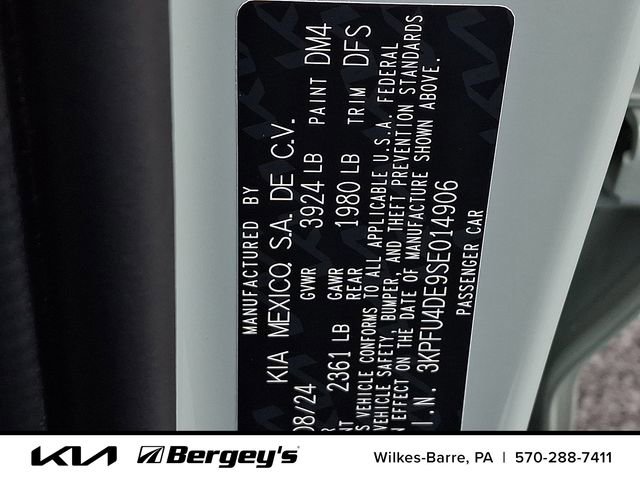 MANUFACTURED BY
KIA MEXICO, S.A. DE C.V.
08/24 GVWR 3924 LB PAINT DM4
2361 LB GAWR REAR 1980 LB TRIM DFS
VEHICLE CONFORMS TO ALL APPLICABLE U.S.A. FEDERAL
VEHICLE SAFETY, BUMPER, AND THEFT PREVENTION STANDARDS
EFFECT ON THE DATE OF MANUFACTURE SHOWN ABOVE.
I.N. 3KPFU4DE9SE014906
PASSENGER CAR
KIA Bergey's Wilkes-Barre, PA | 570-288-7411